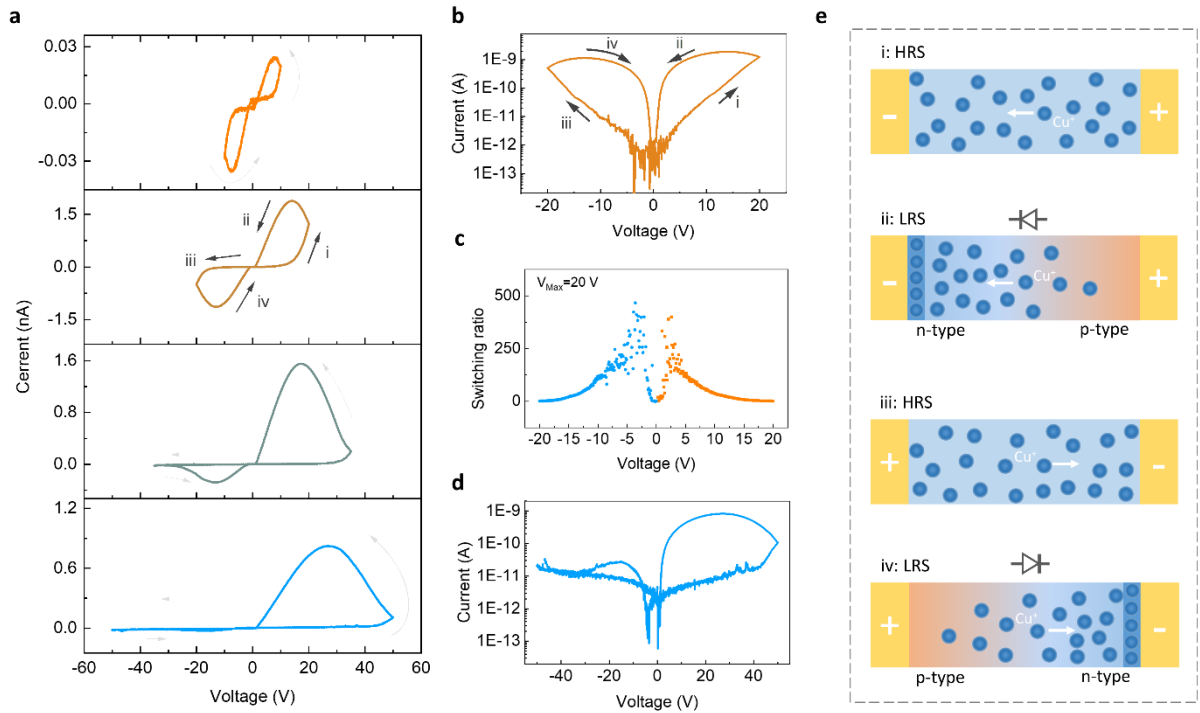 a
0.03
0.00
-0.03
1.5
0.0
-1.5
ii
i
iii
iv
1.6
0.8
0.0
1.2
0.6
0.0
-60 -40 -20 0 20 40 60
Voltage (V)
Cerrent (nA)
b
1E-9
1E-10
1E-11
1E-12
1E-13
iv
ii
iii
i
-20 -10 0 10 20
Voltage (V)
Current (A)
c
VMax=20 V
500
250
0
-20 -15 -10 -5 0 5 10 15 20
Voltage (V)
Switching ratio
d
1E-9
1E-10
1E-11
1E-12
1E-13
-40 -20 0 20 40
Voltage (V)
Current (A)
e
i: HRS
- Cu+ +
ii: LRS
- Cu+ +
n-type p-type
iii: HRS
+ Cu+ -
iv: LRS
+ Cu+ -
p-type n-type